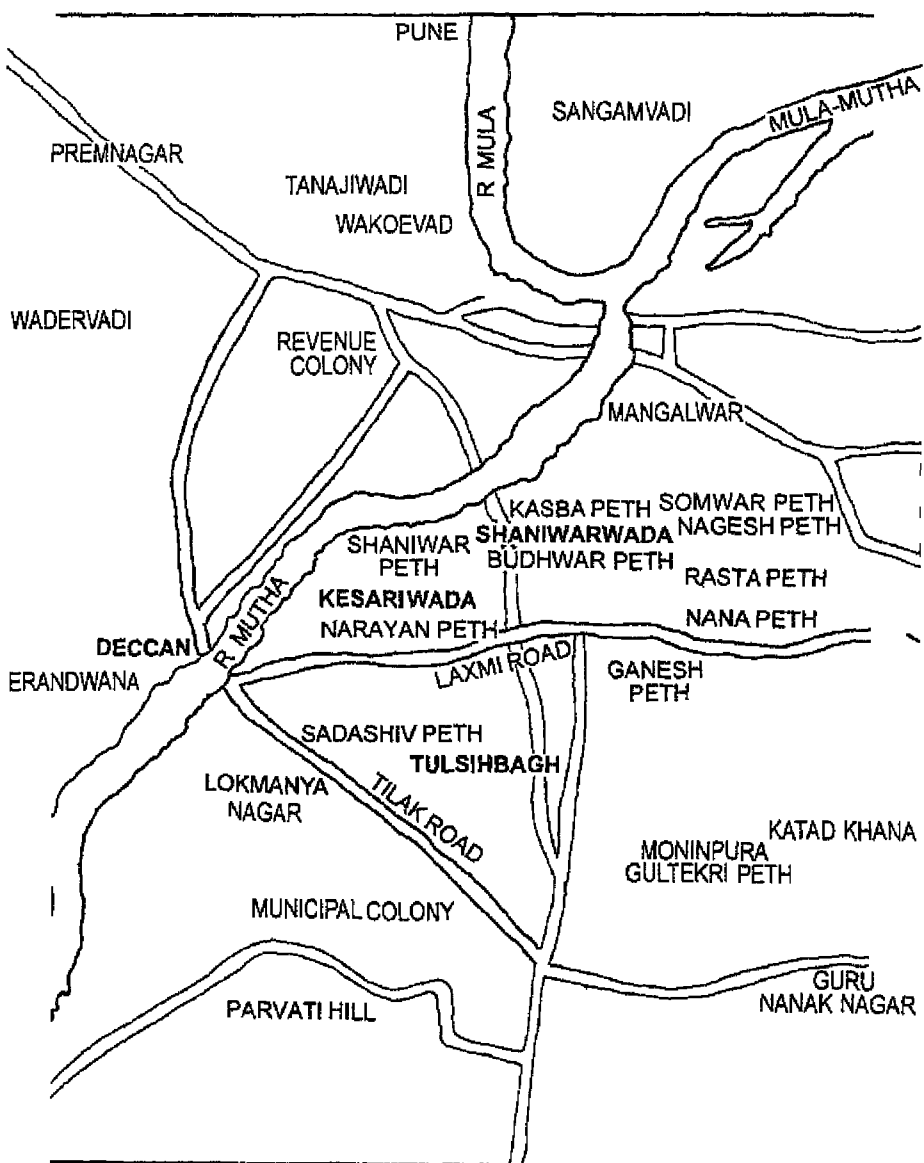 PUNE
R MULA
SANGAMVADI
MULA-MUTHA
PREMNAGAR
TANAJIWADI
WAKOEVAD
WADERVADI
REVENUE
COLONY
MANGALWAR
KASBA PETH
SOMWAR PETH
SHANIWARWADA
NAGESH PETH
SHANIWAR
PETH
BUDHWAR PETH
RASTA PETH
KESARIWADA
NARAYAN PETH
NANA PETH
R MUTHA
DECCAN
ERANDWANA
LAXMI ROAD
GANESH
PETH
SADASHIV PETH
TULSIHBAGH
LOKMANYA
NAGAR
TILAK ROAD
KATAD KHANA
MONINPURA
GULTEKRI PETH
MUNICIPAL COLONY
PARVATI HILL
GURU
NANAK NAGAR